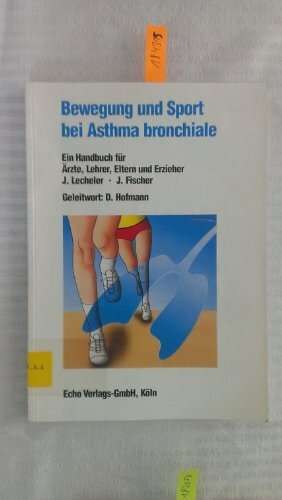 Bewegung und Sport
bei Asthma bronchiale
Ein Handbuch für
Ärzte, Lehrer, Eltern und Erzieher
J. Lecheler · J. Fischer
Geleitwort: D. Hofmann
Echo Verlags-GmbH, Köln